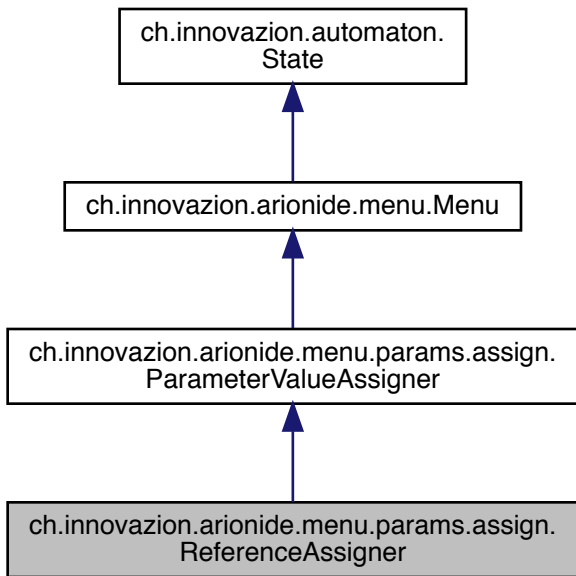 ch.innovazion.automaton.
State
ch.innovazion.arionide.menu.Menu
ch.innovazion.arionide.menu.params.assign.
ParameterValueAssigner
ch.innovazion.arionide.menu.params.assign.
ReferenceAssigner